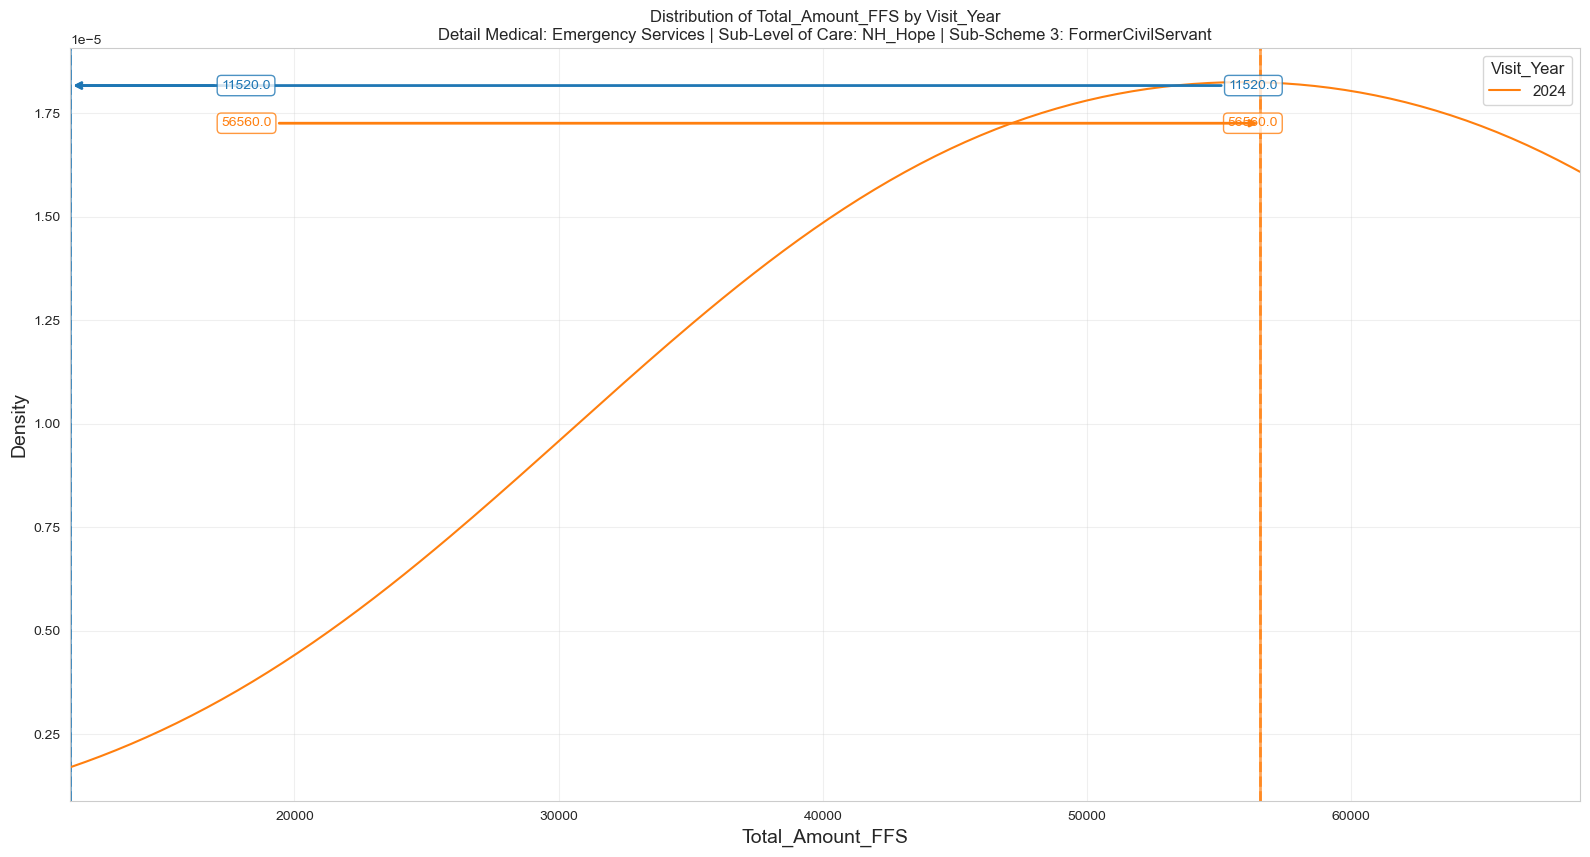 Distribution of Total_Amount_FFS by Visit_Year
Detail Medical: Emergency Services | Sub-Level of Care: NH_Hope | Sub-Scheme 3: FormerCivilServant
1e−5
Visit_Year
2024
11520.0
11520.0
56560.0
56560.0
1.75
1.50
1.25
1.00
0.75
0.50
0.25
Density
20000
30000
40000
50000
60000
Total_Amount_FFS